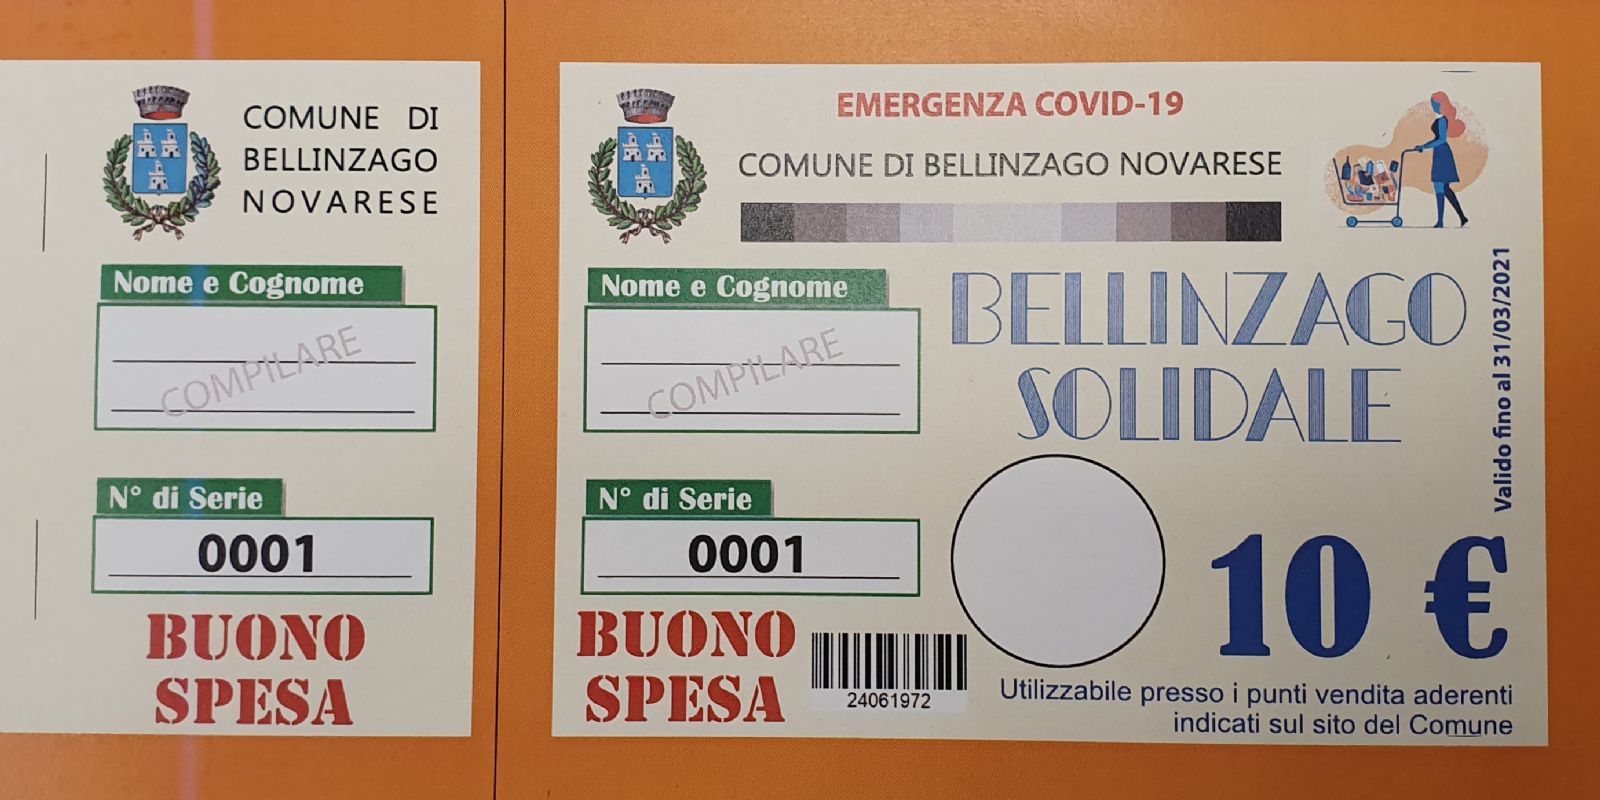 COMUNE DI
BELLINZAGO
NOVARESE
Nome e Cognome
COMPILARE
N° di Serie
0001
BUONO
SPESA
EMERGENZA COVID-19
COMUNE DI BELLINZAGO NOVARESE
Nome e Cognome
COMPILARE
BELLINZAGO
SOLIDALE
Valido fino al 31/03/2021
N° di Serie
0001
BUONO
SPESA
24061972
10 €
Utilizzabile presso i punti vendita aderenti
indicati sul sito del Comune